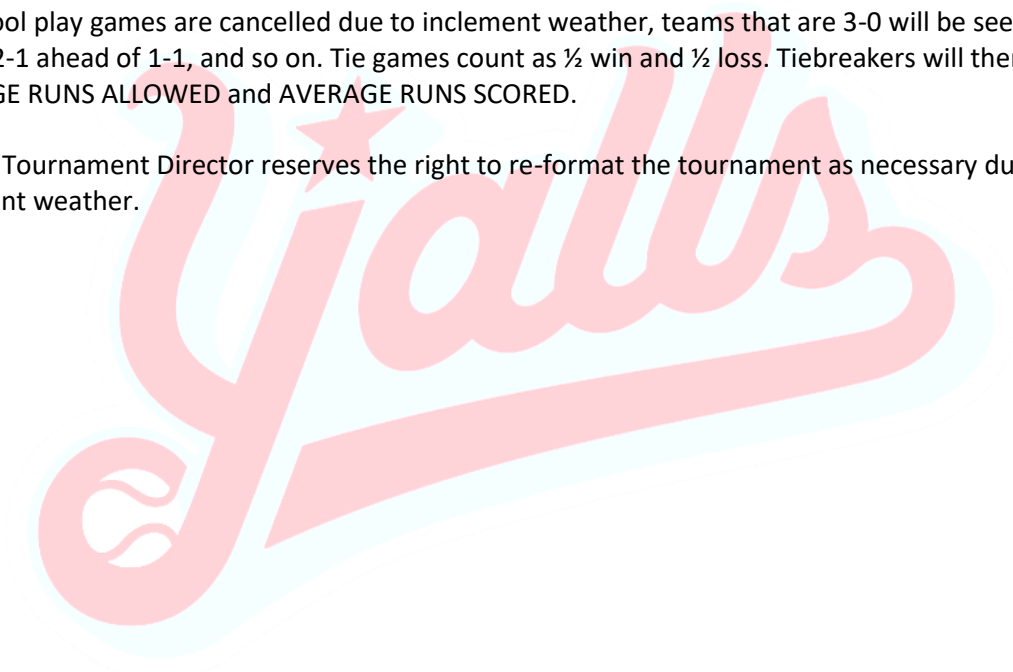 ool play games are cancelled due to inclement weather, teams that are 3-0 will be see
2-1 ahead of 1-1, and so on. Tie games count as ½ win and ½ loss. Tiebreakers will then
GE RUNS ALLOWED and AVERAGE RUNS SCORED.
Tournament Director reserves the right to re-format the tournament as necessary du
nt weather.
Yalls